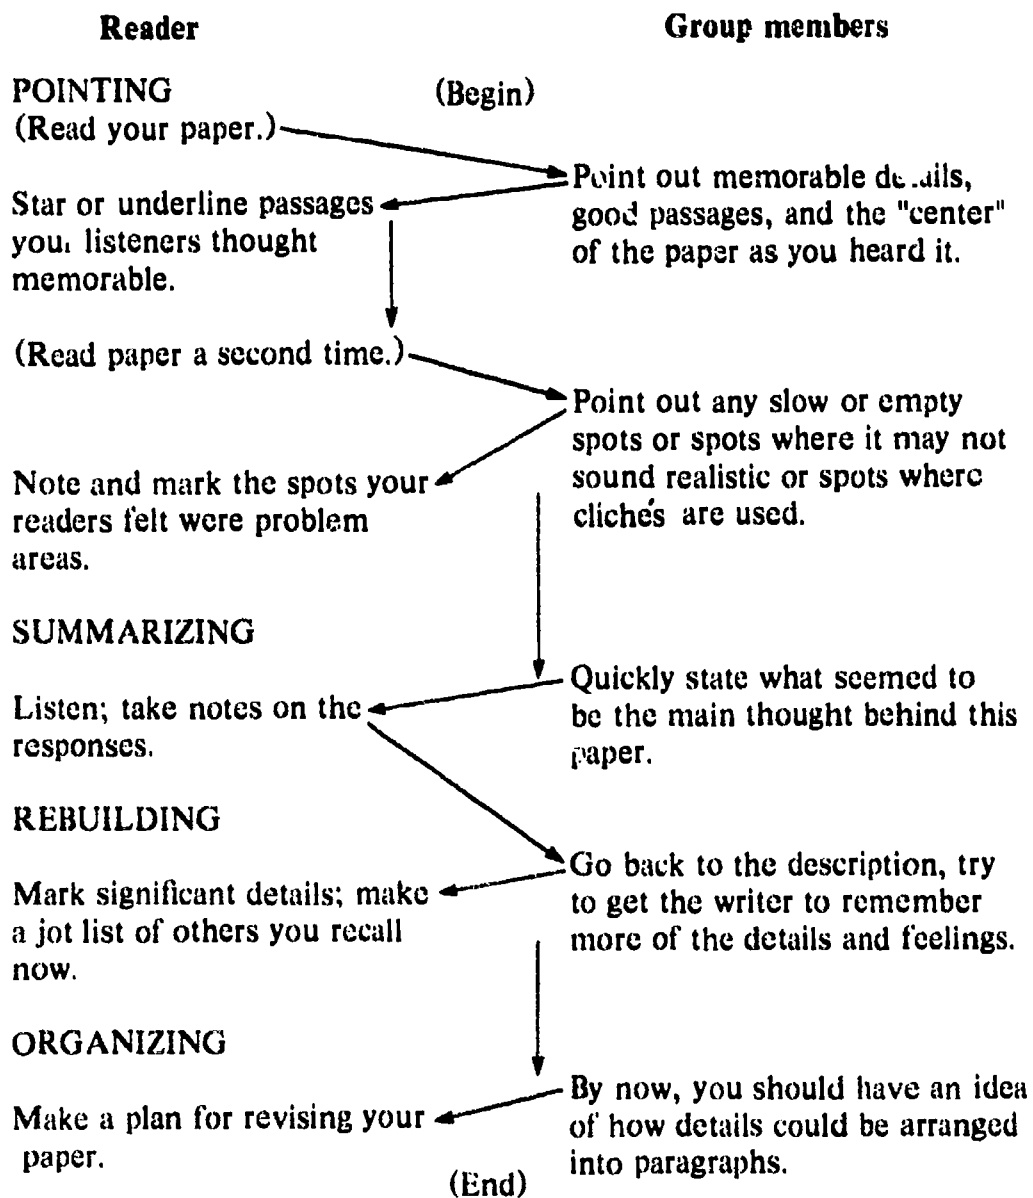 Reader
Group members
POINTING
(Begin)
(Read your paper.)
Point out memorable
good passages, and the "center"
of the paper as you heard it.
Star or underline passages
listeners thought
memorable.
(Read paper a second time.)
Point out any slow or empty
spots or spots where it may not
sound realistic or spots where
clichés are used.
Note and mark the spots your
readers felt were problem
areas.
SUMMARIZING
Quickly state what seemed to
be the main thought behind this
paper.
Listen; take notes on the
responses.
REBUILDING
Go back to the description, try
to get the writer to remember
more of the details and feelings.
Mark significant details; make
a jot list of others you recall
now.
ORGANIZING
By now, you should have an idea
of how details could be arranged
into paragraphs.
Make a plan for revising your
paper.
(End)